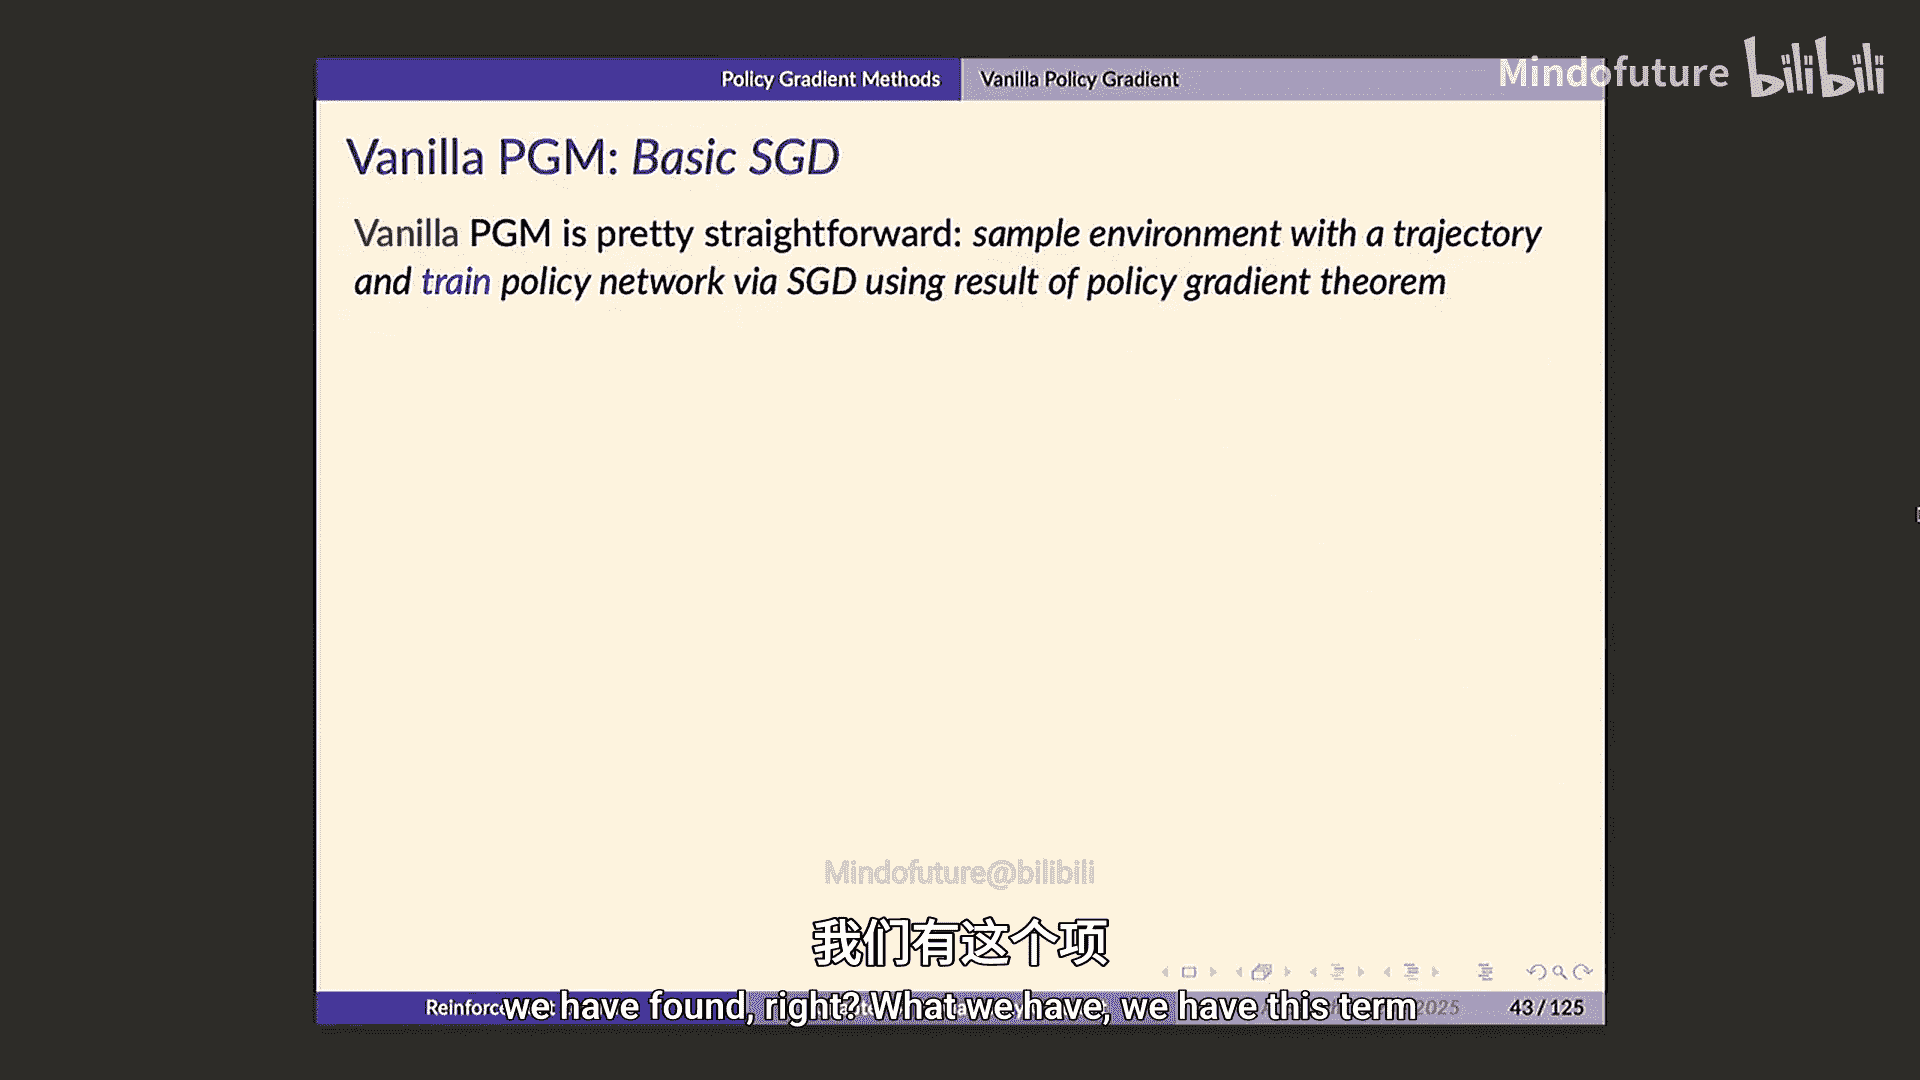 Policy Gradient Methods
Vanilla Policy Gradient
Mindofuture bilibili
Vanilla PGM: Basic SGD
Vanilla PGM is pretty straightforward: sample environment with a trajectory
and train policy network via SGD using result of policy gradient theorem
Mindofuture@bilibili
我们有这个项
we have found, right? What we have, we have this term
2025
43 / 125